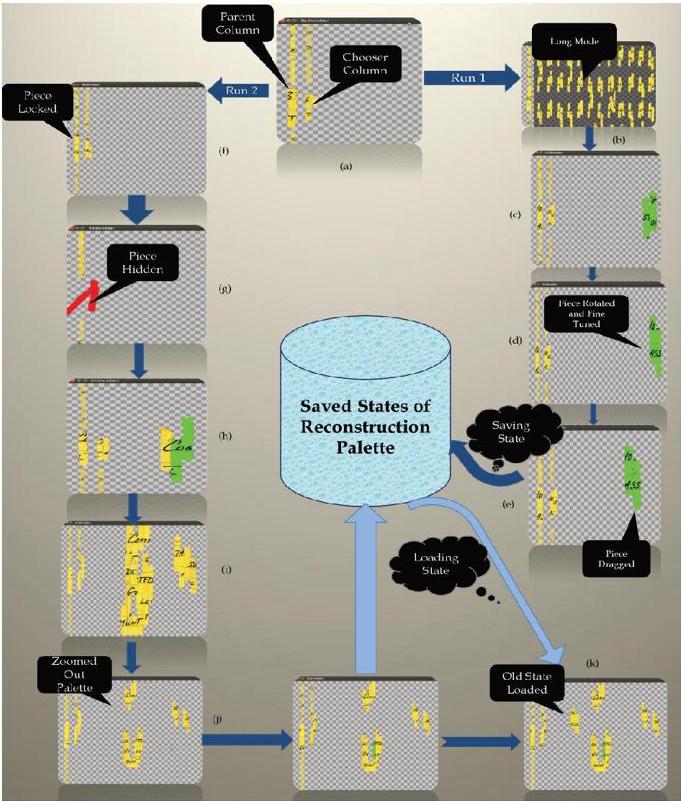 Parent
Column
Chooser
Column
Long Mode
Run 2
Run 1
Piece
Locked
(a)
(b)
(f)
(c)
Piece
Hidden
(g)
Piece Rotated
and Fine
Tuned
(d)
Saved States of
Reconstruction
Palette
Saving
State
(h)
(e)
Piece
Dragged
Loading
State
(i)
Zoomed
Out
Palette
(j)
(k)
Old State
Loaded